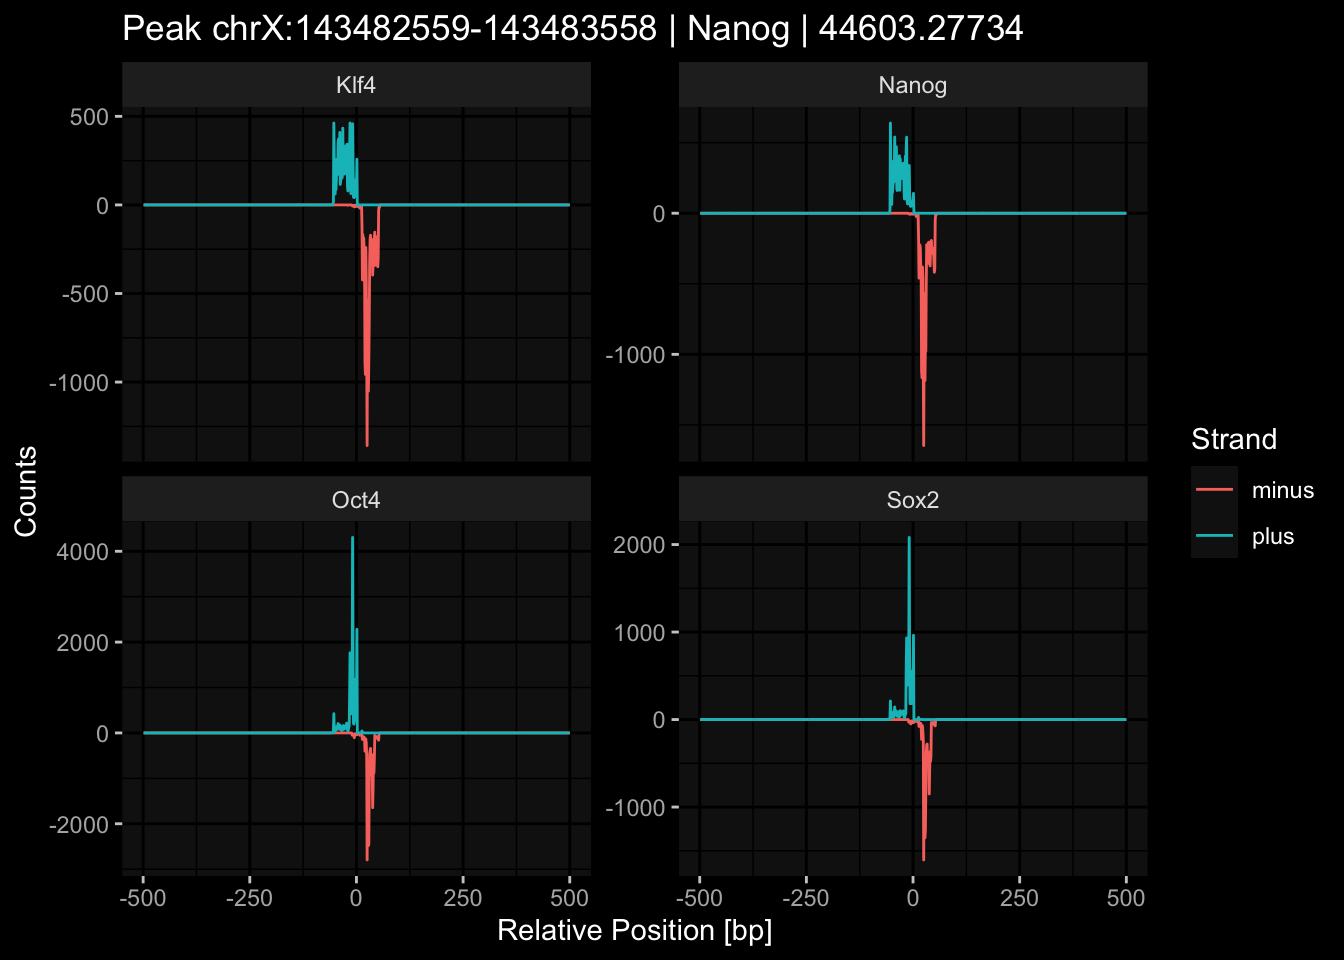 Peak chrX:143482559-143483558 | Nanog | 44603.27734
Klf4
Nanog
500
0
-500
-1000
0
-1000
Oct4
Sox2
4000
2000
0
-2000
2000
1000
0
-1000
-500 -250 0 250 500
-500 -250 0 250 500
Relative Position [bp]
Counts
Strand
minus
plus